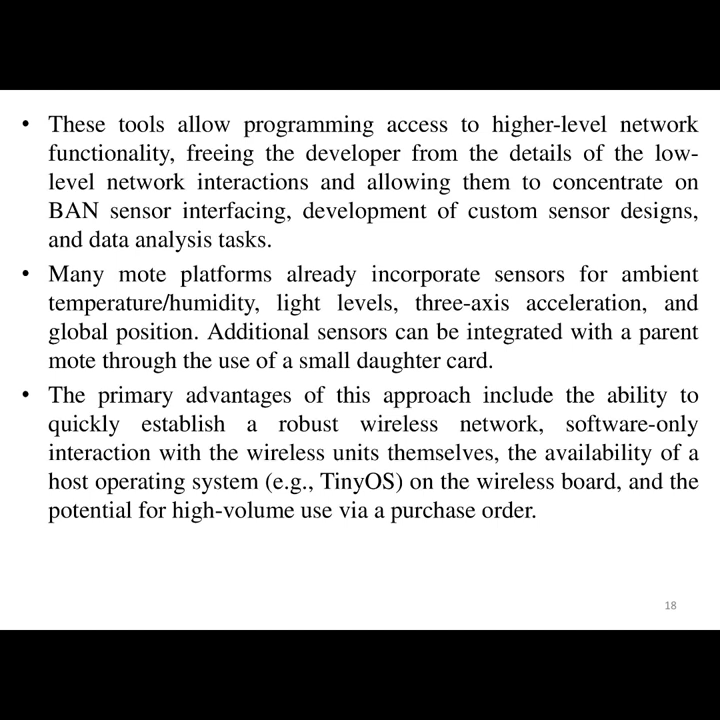 • These tools allow programming access to higher-level network
functionality, freeing the developer from the details of the low-
level network interactions and allowing them to concentrate on
BAN sensor interfacing, development of custom sensor designs,
and data analysis tasks.
• Many mote platforms already incorporate sensors for ambient
temperature/humidity, light levels, three-axis acceleration, and
global position. Additional sensors can be integrated with a parent
mote through the use of a small daughter card.
• The primary advantages of this approach include the ability to
quickly establish a robust wireless network, software-only
interaction with the wireless units themselves, the availability of a
host operating system (e.g., TinyOS) on the wireless board, and the
potential for high-volume use via a purchase order.
18